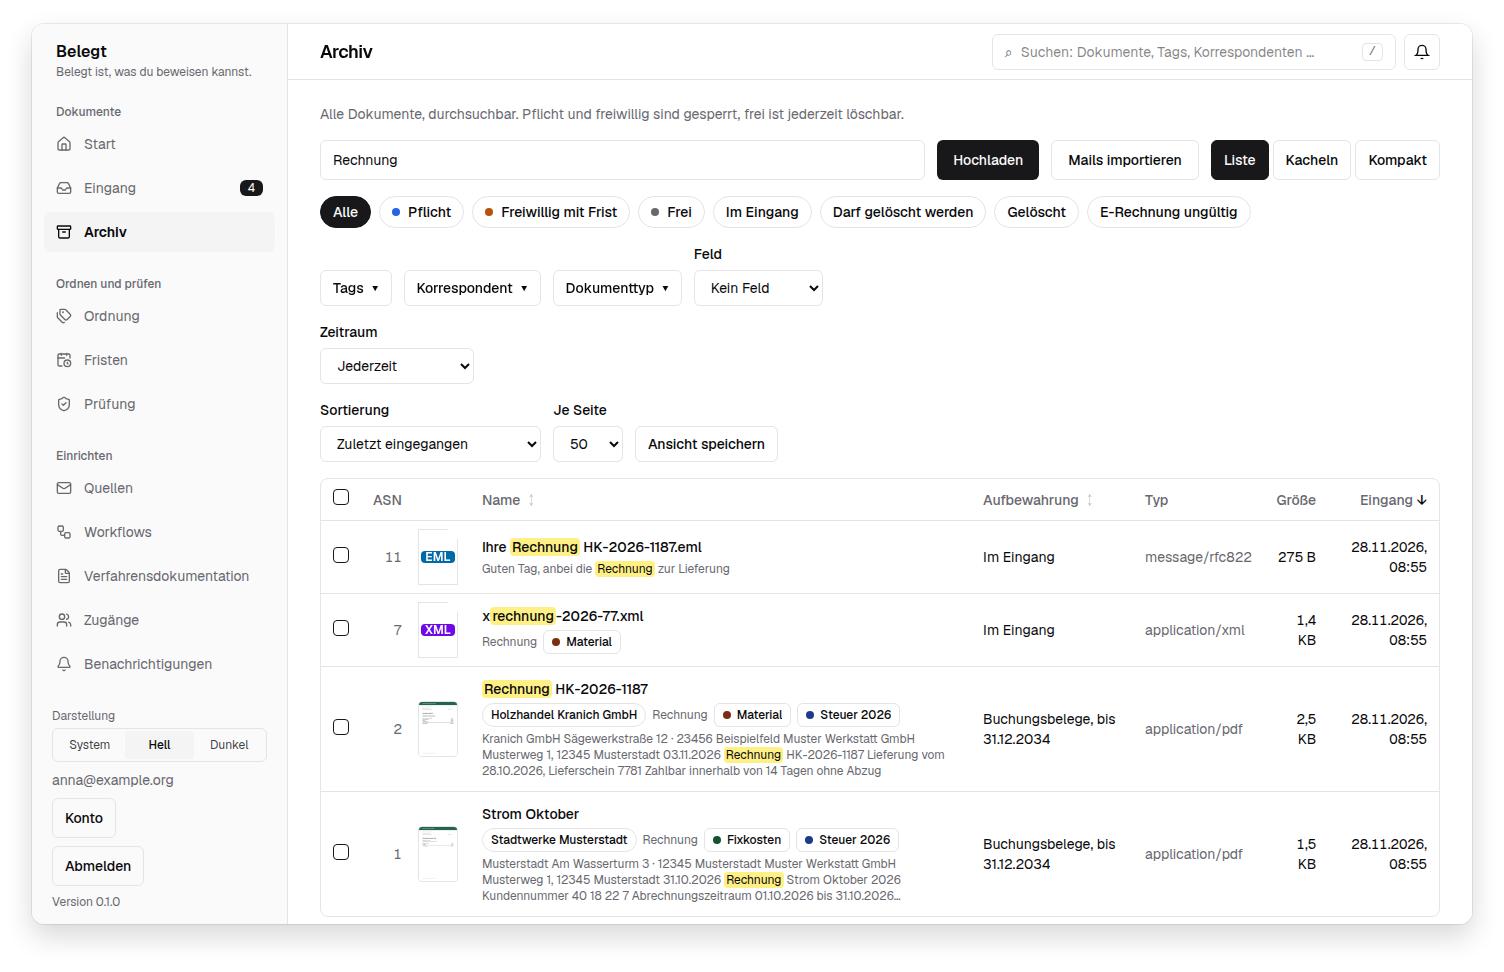 Belegt
Belegt ist, was du beweisen kannst.
Dokumente
Start
Eingang 4
Archiv
Ordnen und prüfen
Ordnung
Fristen
Prüfung
Einrichten
Quellen
Workflows
Verfahrensdokumentation
Zugänge
Benachrichtigungen
Darstellung
System Hell Dunkel
anna@example.org
Konto
Abmelden
Version 0.1.0
Archiv
Suchen: Dokumente, Tags, Korrespondenten … /
Alle Dokumente, durchsuchbar. Pflicht und freiwillig sind gesperrt, frei ist jederzeit löschbar.
Rechnung Hochladen Mails importieren Liste Kacheln Kompakt
Alle Pflicht Freiwillig mit Frist Frei Im Eingang Darf gelöscht werden Gelöscht E-Rechnung ungültig
Feld
Tags Korrespondent Dokumenttyp Kein Feld
Zeitraum
Jederzeit
Sortierung Je Seite
Zuletzt eingegangen 50 Ansicht speichern
ASN Name Aufbewahrung Typ Größe Eingang
11 EML Ihre Rechnung HK-2026-1187.eml Im Eingang message/rfc822 275 B 28.11.2026, 08:55
Guten Tag, anbei die Rechnung zur Lieferung
7 XML xrechnung-2026-77.xml Im Eingang application/xml 1,4 KB 28.11.2026, 08:55
Rechnung Material
2 Rechnung HK-2026-1187 Buchungsbelege, bis 31.12.2034 application/pdf 2,5 KB 28.11.2026, 08:55
Holzhandel Kranich GmbH Rechnung Material Steuer 2026
Kranich GmbH Sägewerkstraße 12 · 23456 Beispielfeld Muster Werkstatt GmbH
Musterweg 1, 12345 Musterstadt 03.11.2026 Rechnung HK-2026-1187 Lieferung vom
28.10.2026, Lieferschein 7781 Zahlbar innerhalb von 14 Tagen ohne Abzug
1 Strom Oktober Buchungsbelege, bis 31.12.2034 application/pdf 1,5 KB 28.11.2026, 08:55
Stadtwerke Musterstadt Rechnung Fixkosten Steuer 2026
Musterstadt Am Wasserturm 3 · 12345 Musterstadt Muster Werkstatt GmbH
Musterweg 1, 12345 Musterstadt 31.10.2026 Rechnung Strom Oktober 2026
Kundennummer 40 18 22 7 Abrechnungszeitraum 01.10.2026 bis 31.10.2026…